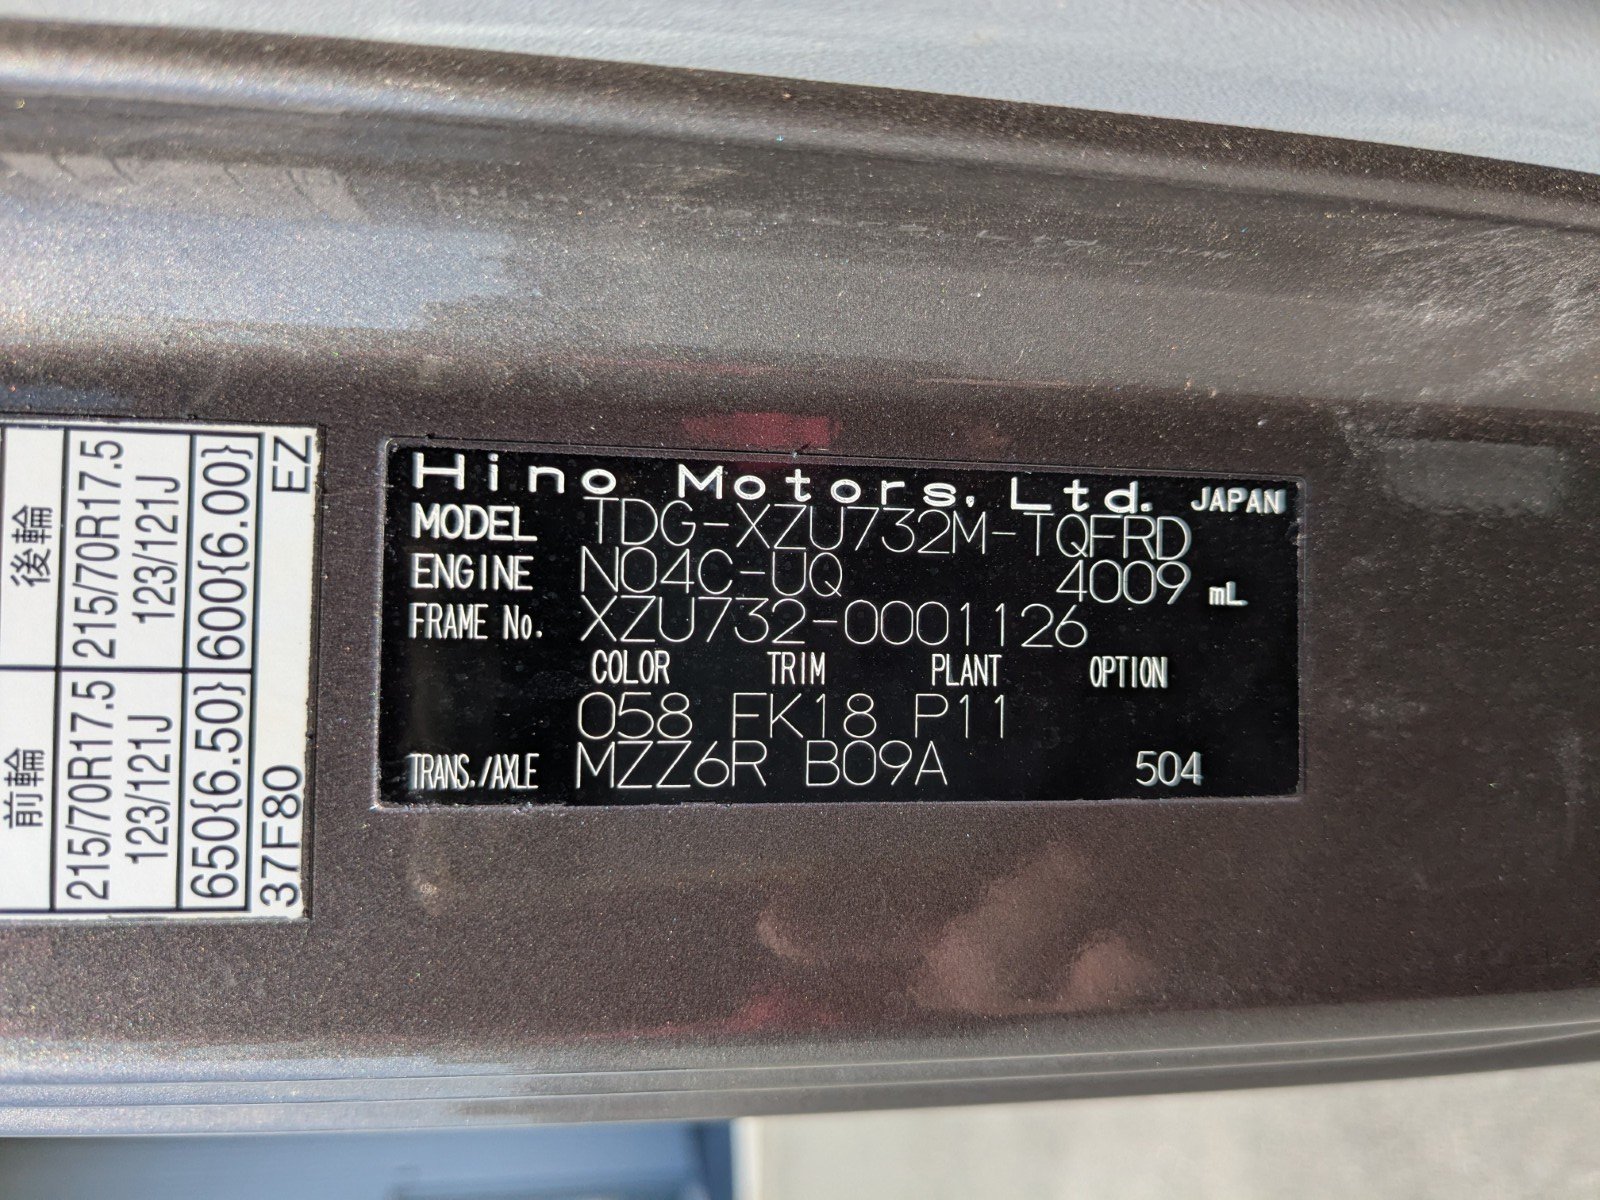 Hino Motors, Ltd. JAPAN
MODEL TDG-XZU732M-TQFRD
ENGINE N04C-UQ 4009 mL
FRAME No. XZU732-0001126
COLOR TRIM PLANT OPTION
058 FK18 P11
TRANS./AXLE MZZ6R B09A 504
前輪 後輪
215/70R17.5 215/70R17.5
123/121J 123/121J
650{6.50} 600{6.00}
37F80 EZ